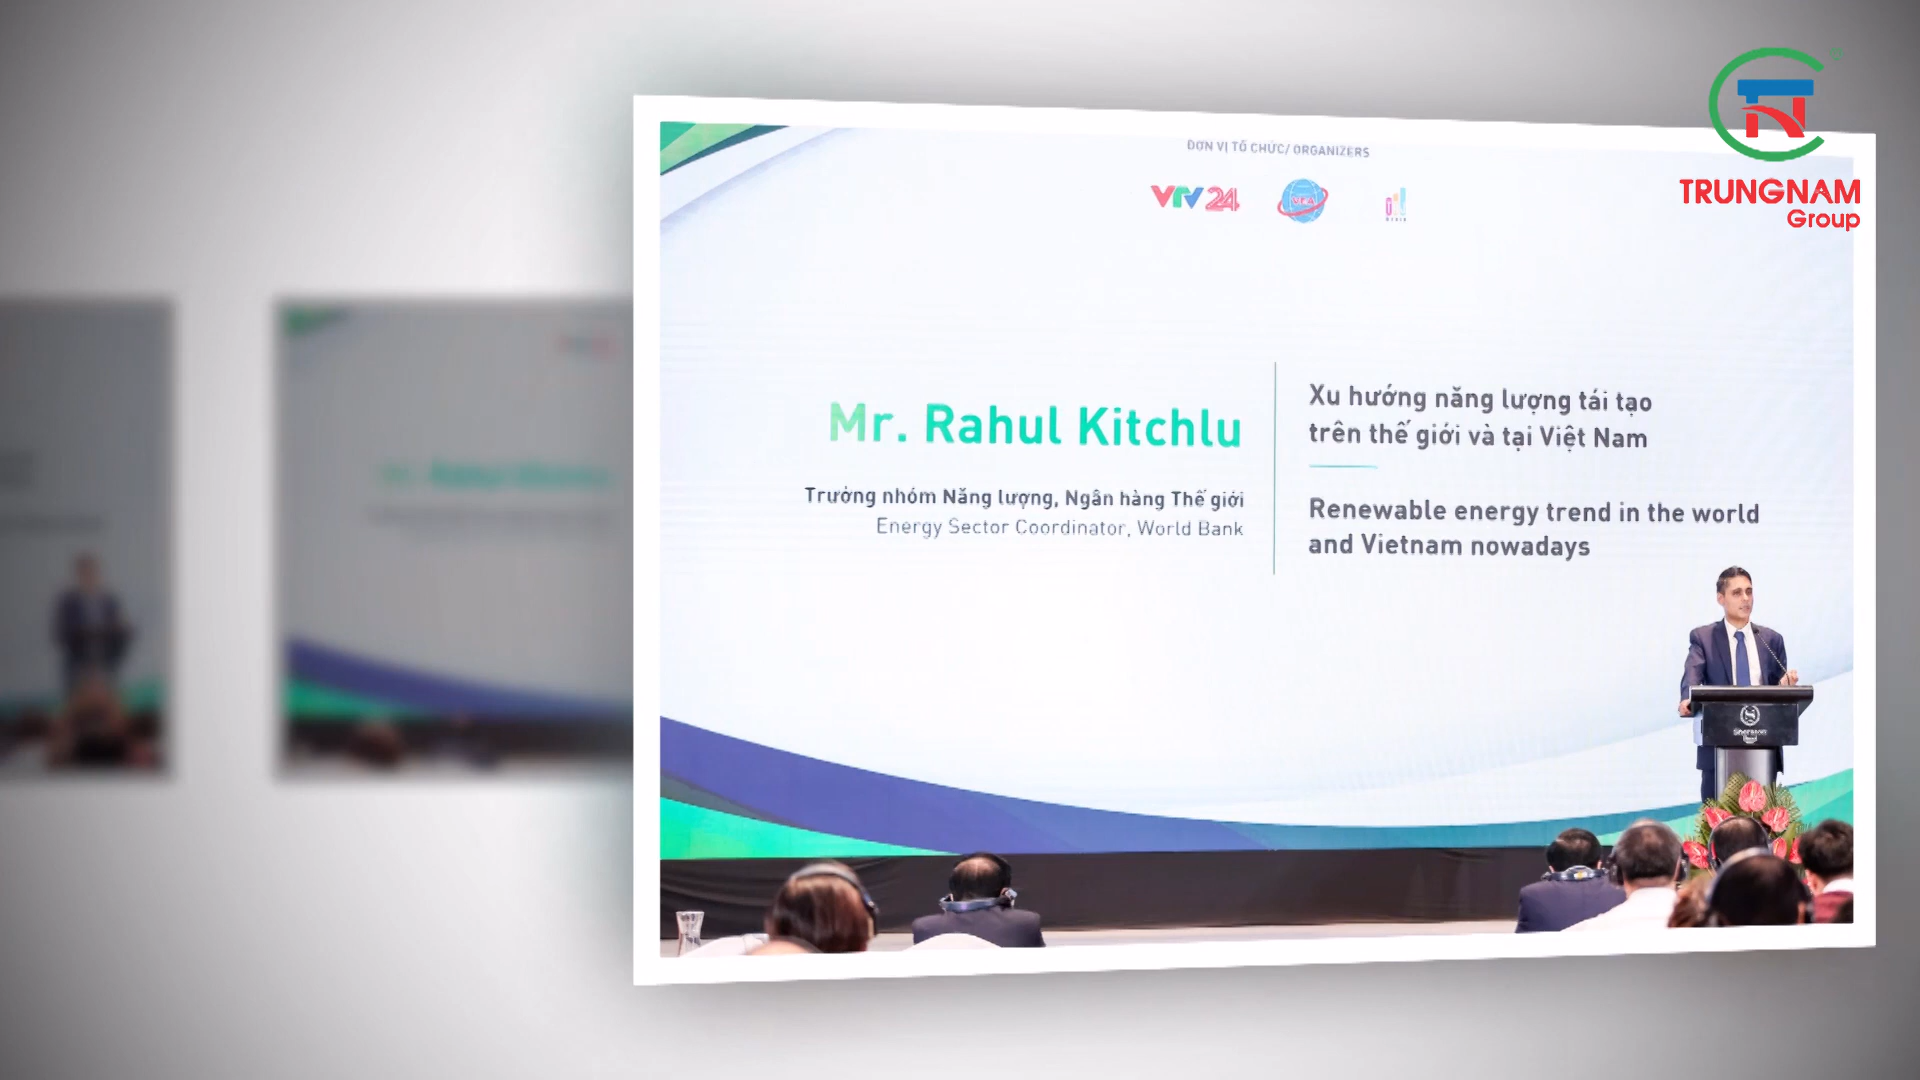 TRUNGNAM
Group
ĐƠN VỊ TỔ CHỨC/ ORGANIZERS
VTV24
Mr. Rahul Kitchlu
Trưởng nhóm Năng lượng, Ngân hàng Thế giới
Energy Sector Coordinator, World Bank
Xu hướng năng lượng tái tạo
trên thế giới và tại Việt Nam
Renewable energy trend in the world
and Vietnam nowadays
Sheraton